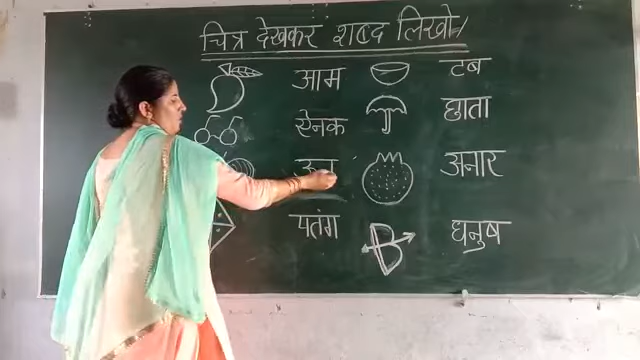 चित्र देखकर शब्द लिखो
आम टब
ऐनक छाता
अनार
पतंग धनुष